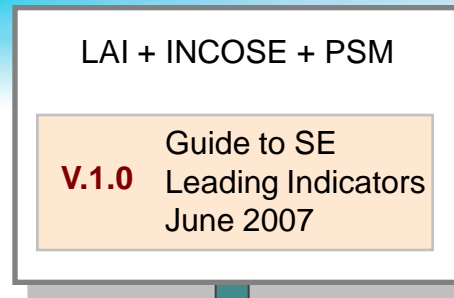 LAI + INCOSE + PSM
Guide to SE
V.1.0 Leading Indicators
June 2007